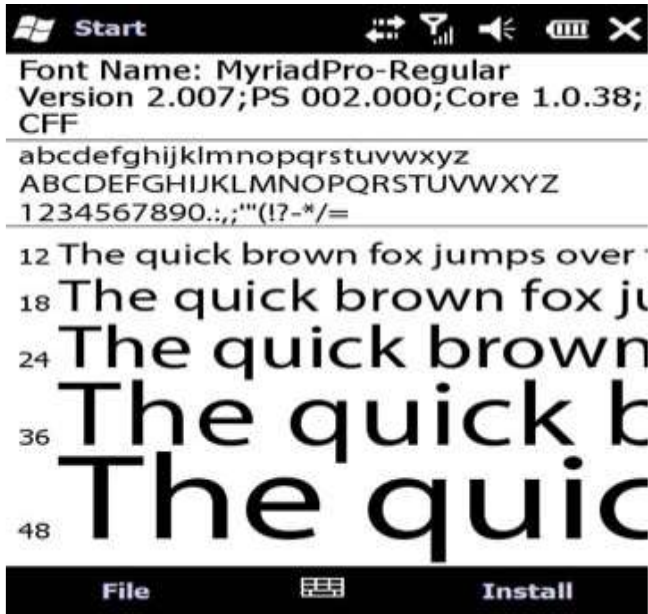 Start
Font Name: MyriadPro-Regular
Version 2.007;PS 002.000;Core 1.0.38;
CFF
abcdefghijklmnopqrstuvwxyz
ABCDEFGHIJKLMNOPQRSTUVWXYZ
1234567890.:,;'"(!?-*/=
12 The quick brown fox jumps over
18 The quick brown fox ju
24 The quick brown
36 The quick b
48 The quic
File Install